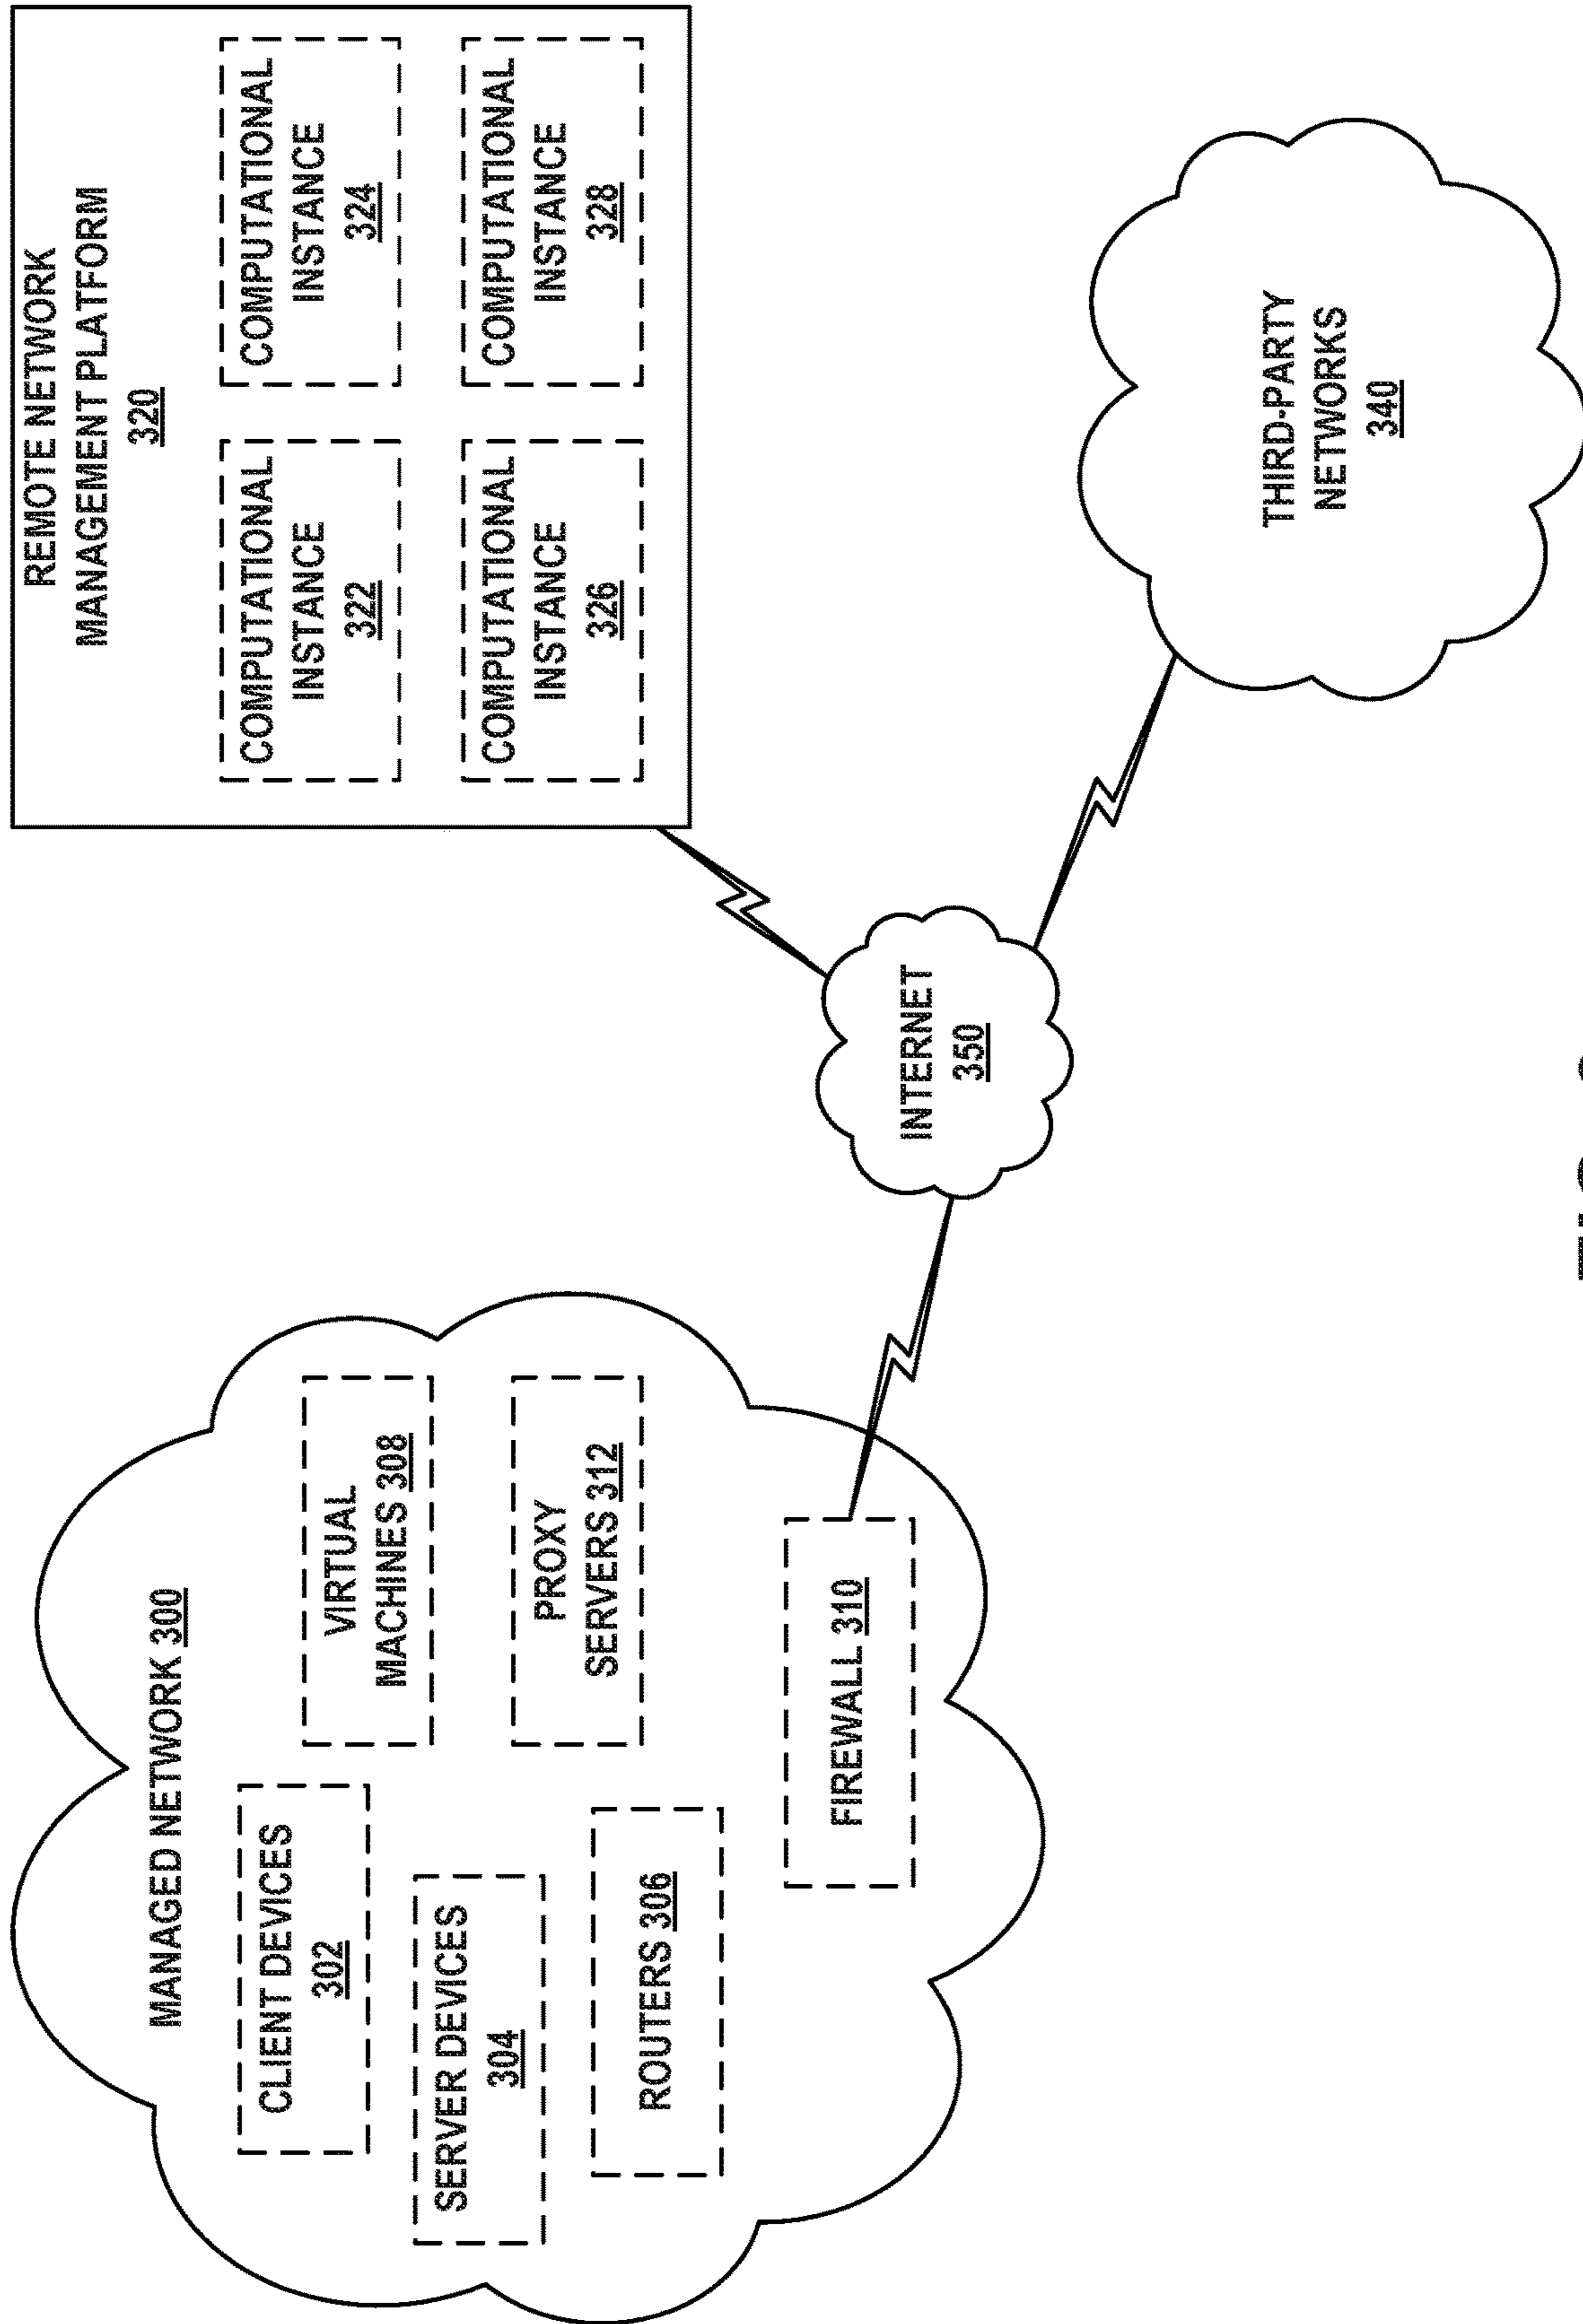 MANAGED NETWORK 300
CLIENT DEVICES
302
SERVER DEVICES
304
ROUTERS 306
VIRTUAL
MACHINES 308
PROXY
SERVERS 312
FIREWALL 310
INTERNET
350
REMOTE NETWORK
MANAGEMENT PLATFORM
320
COMPUTATIONAL
INSTANCE
322
COMPUTATIONAL
INSTANCE
324
COMPUTATIONAL
INSTANCE
326
COMPUTATIONAL
INSTANCE
328
THIRD-PARTY
NETWORKS
340